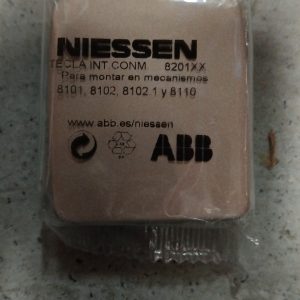 NIESSEN
TECLA INT CONM 8201XX
Para montar en mecanismos
8101, 8102, 8102.1 y 8110
www.abb.es/niessen
ABB